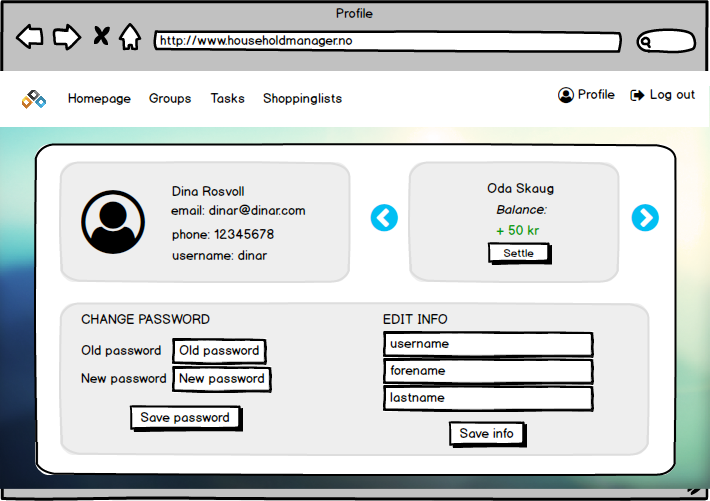 Profile
http://www.householdmanager.no
Homepage Groups Tasks Shoppinglists Profile Log out
Dina Rosvoll
email: dinar@dinar.com
phone: 12345678
username: dinar
Oda Skaug
Balance:
+ 50 kr
Settle
CHANGE PASSWORD
Old password Old password
New password New password
Save password
EDIT INFO
username
forename
lastname
Save info